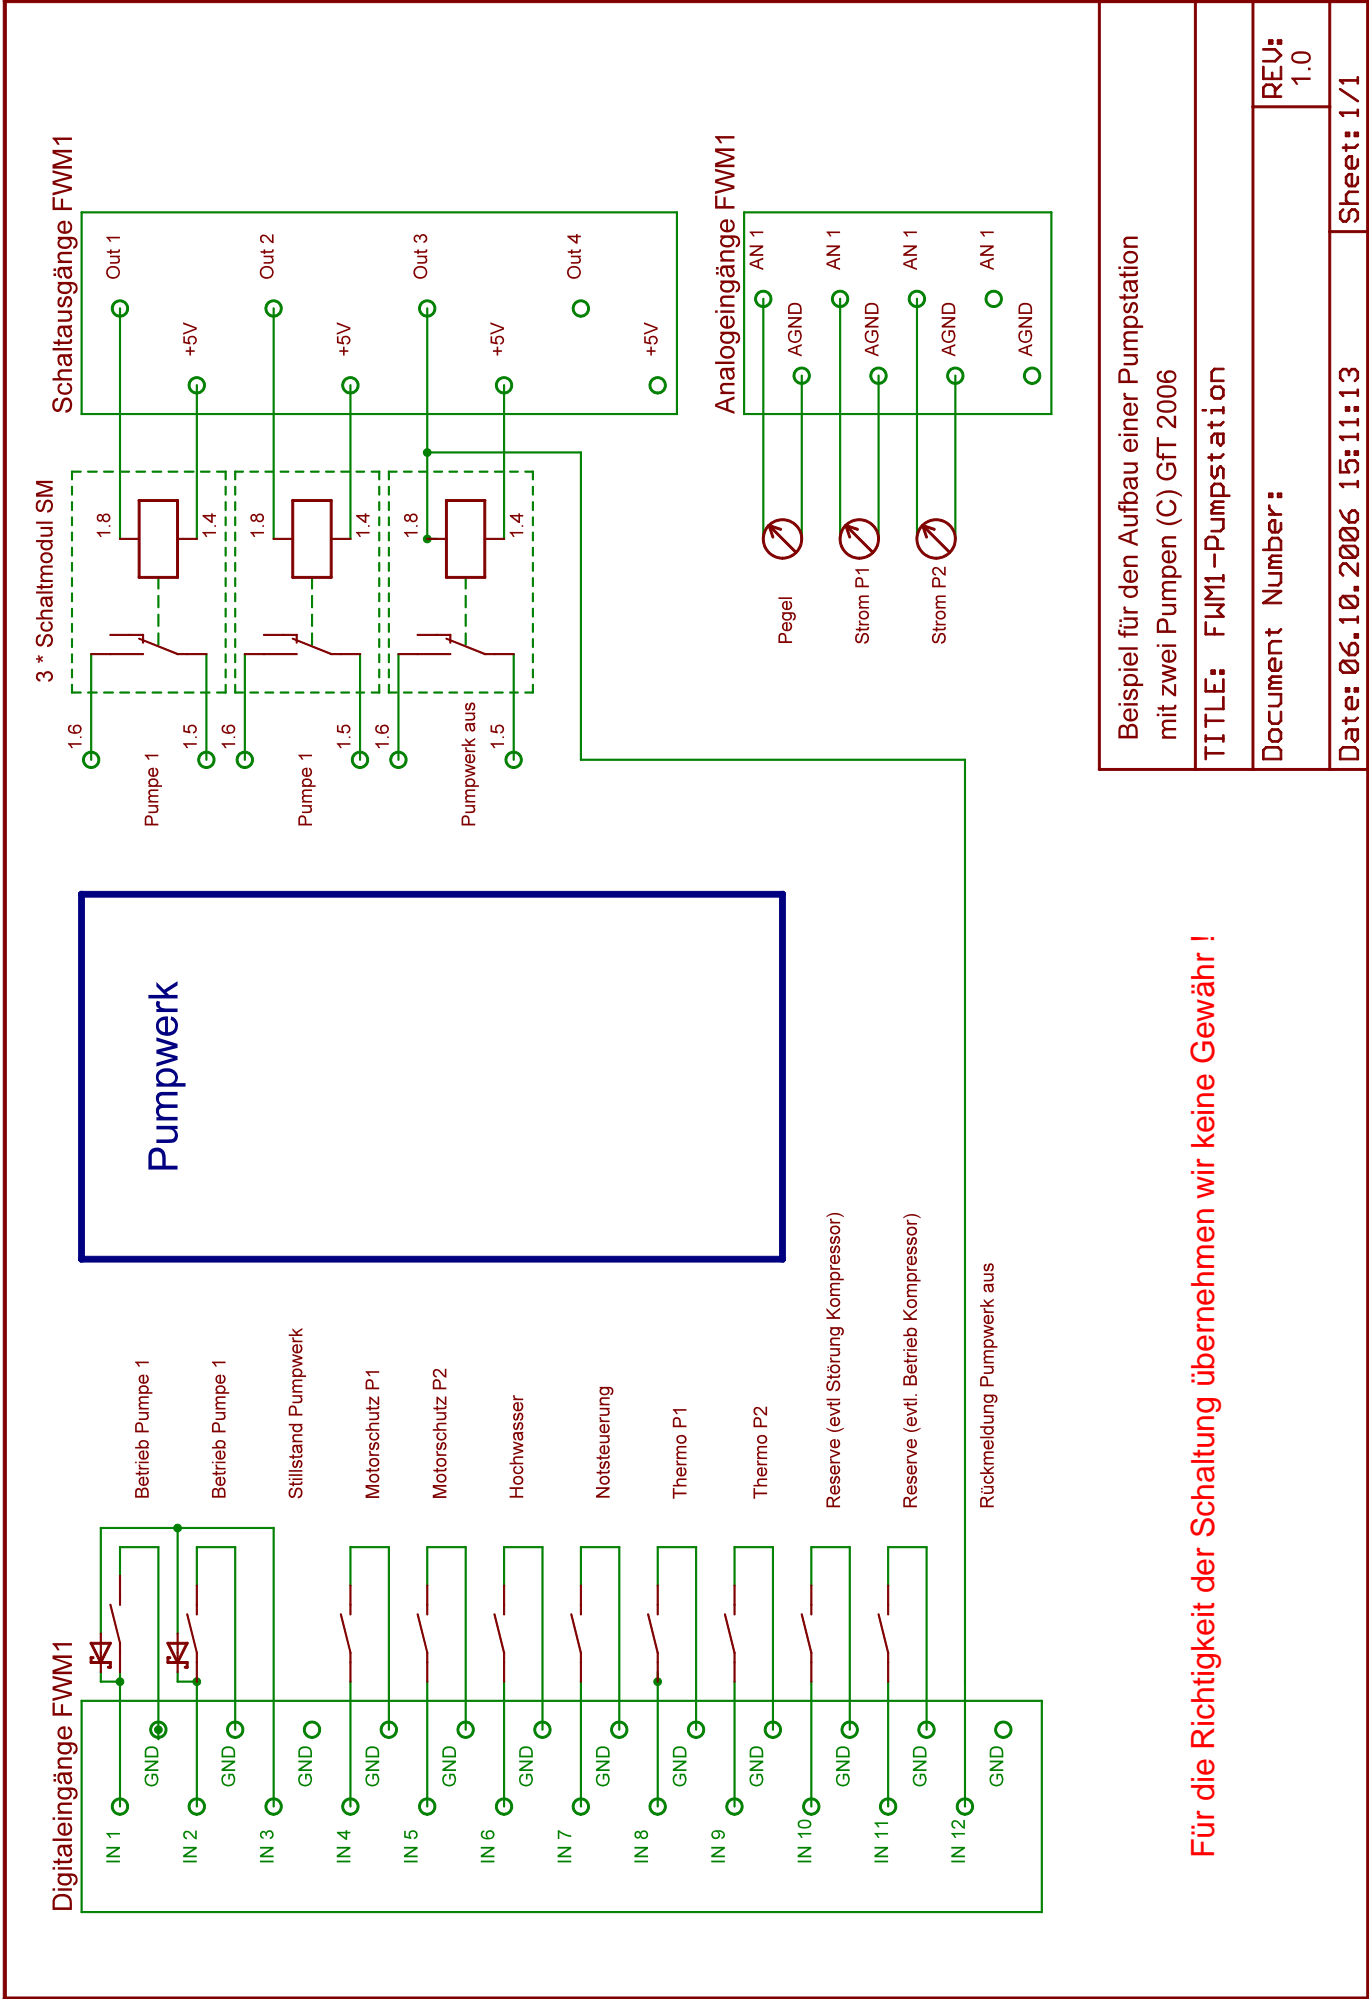 Digitaleingänge FWM1
IN 1
GND
Betrieb Pumpe 1
IN 2
GND
Betrieb Pumpe 1
IN 3
GND
Stillstand Pumpwerk
IN 4
GND
Motorschutz P1
IN 5
GND
Motorschutz P2
IN 6
GND
Hochwasser
IN 7
GND
Notsteuerung
IN 8
GND
Thermo P1
IN 9
GND
Thermo P2
IN 10
GND
Reserve (evtl Störung Kompressor)
IN 11
GND
Reserve (evtl. Betrieb Kompressor)
IN 12
GND
Rückmeldung Pumpwerk aus
Pumpwerk
3 * Schaltmodul SM
1.6
1.8
Pumpe 1
1.5
1.4
1.6
1.8
Pumpe 1
1.5
1.4
1.6
1.8
Pumpwerk aus
1.5
1.4
Schaltausgänge FWM1
Out 1
+5V
Out 2
+5V
Out 3
+5V
Out 4
+5V
Analogeingänge FWM1
AN 1
Pegel
AGND
AN 1
Strom P1
AGND
AN 1
Strom P2
AGND
AN 1
AGND
Für die Richtigkeit der Schaltung übernehmen wir keine Gewähr !
Beispiel für den Aufbau einer Pumpstation
mit zwei Pumpen (C) GfT 2006
TITLE: FWM1-Pumpstation
Document Number:
REV:
1.0
Date: 06.10.2006 15:11:13
Sheet: 1/1